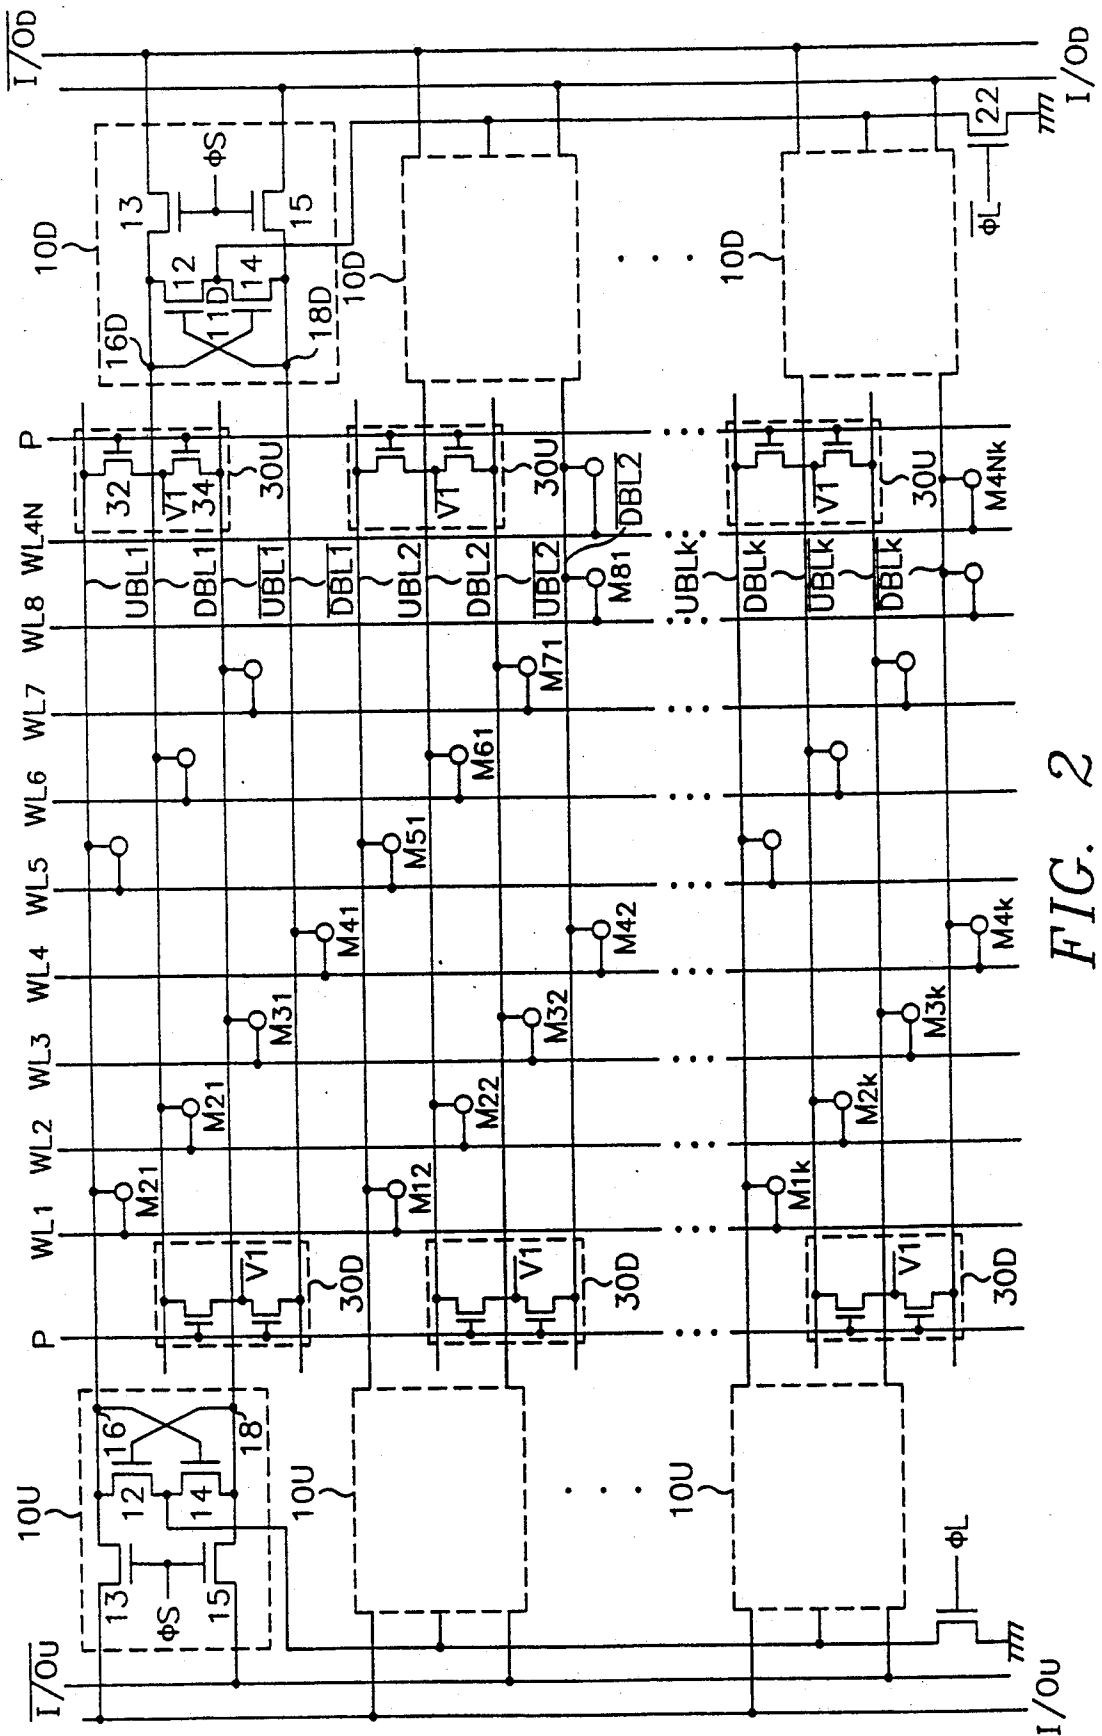 I/OD
I/OD
10D
13
ϕS
15
12
11D
14
16D
18D
10D
10D
ϕL
22
P
32
V1
34
30U
V1
30U
V1
30U
WL4N
WL8
WL7
WL6
WL5
WL4
WL3
WL2
WL1
P
UBL1
DBL1
UBL1
DBL1
UBL2
DBL2
UBL2
DBL2
UBLk
DBLk
UBLk
DBLk
M4Nk
M81
M71
M61
M51
M41
M42
M4k
M31
M32
M3k
M21
M22
M2k
M21
M12
M1k
V1
30D
V1
30D
V1
30D
10U
16
12
14
18
13
ϕS
15
10U
10U
ϕL
I/OU
I/OU
FIG. 2